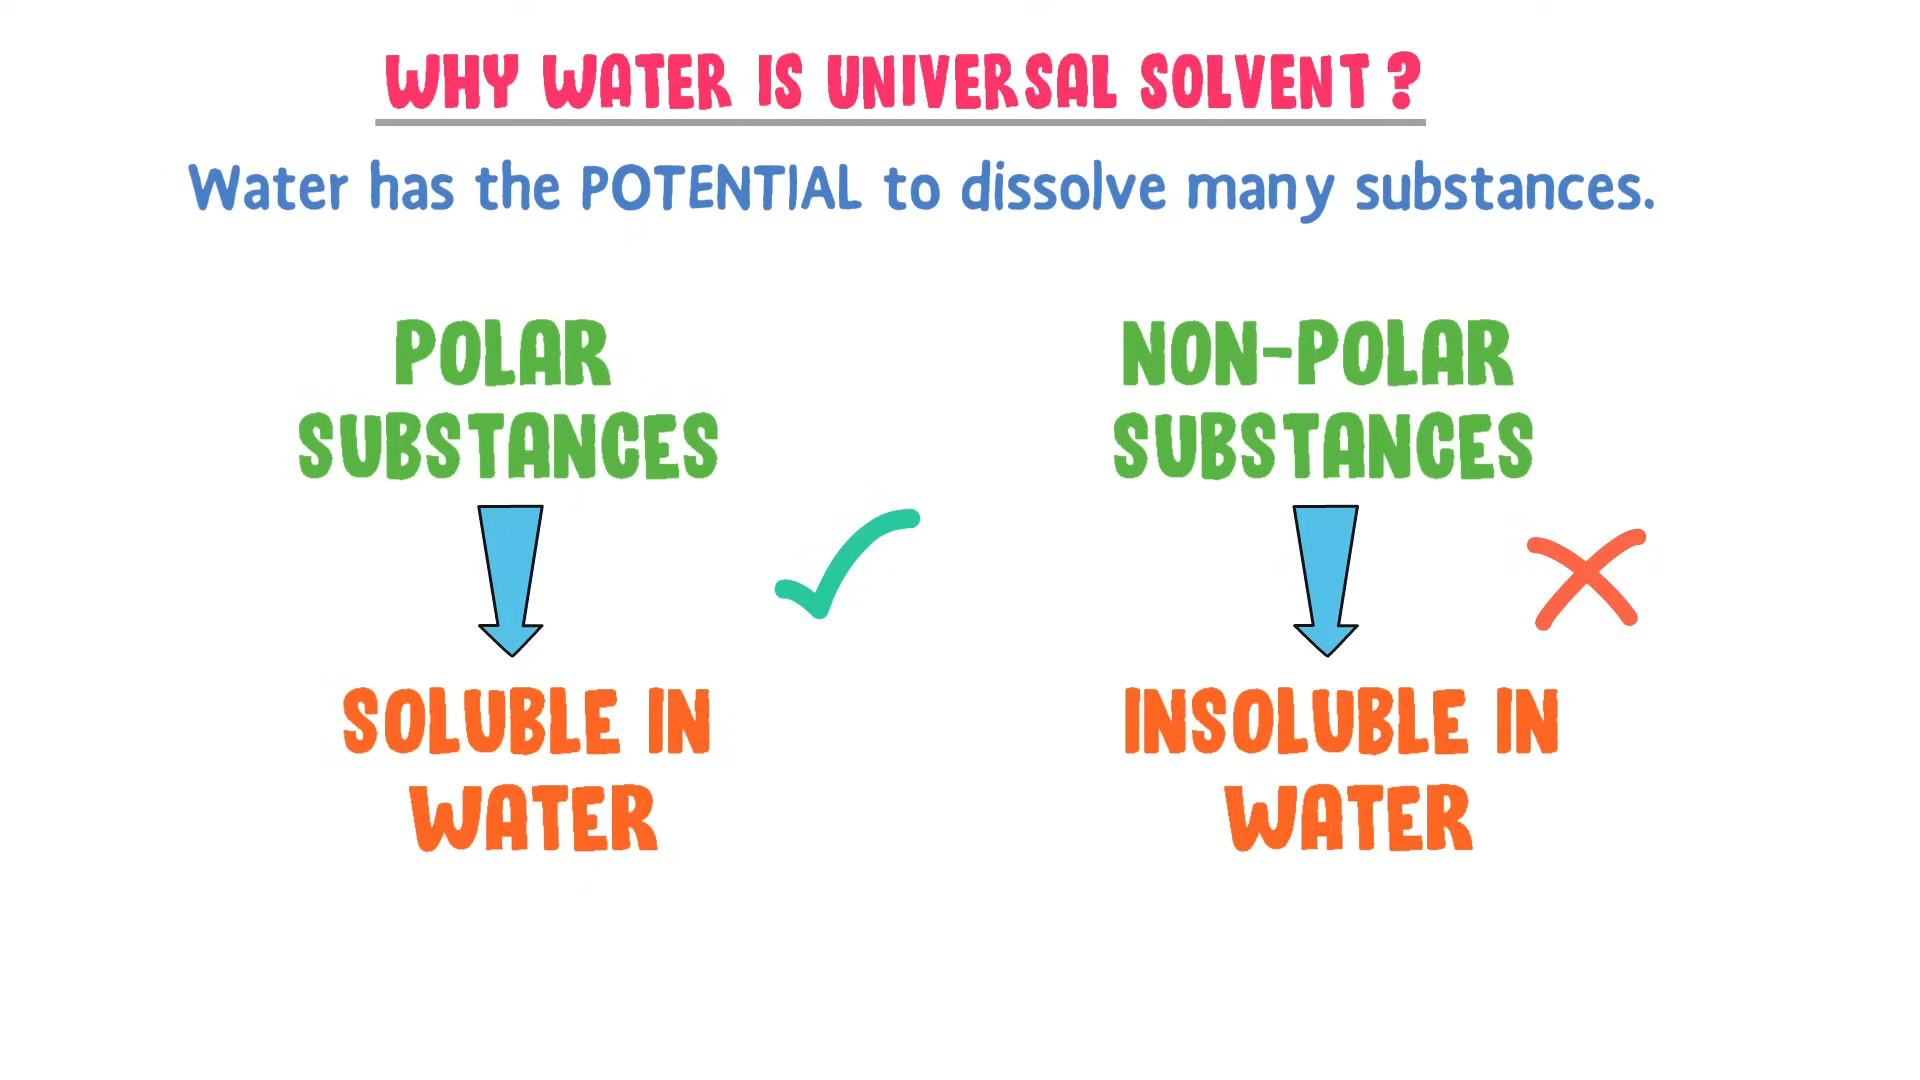 WHY WATER IS UNIVERSAL SOLVENT ?
Water has the POTENTIAL to dissolve many substances.
POLAR
SUBSTANCES
SOLUBLE IN
WATER
NON-POLAR
SUBSTANCES
INSOLUBLE IN
WATER